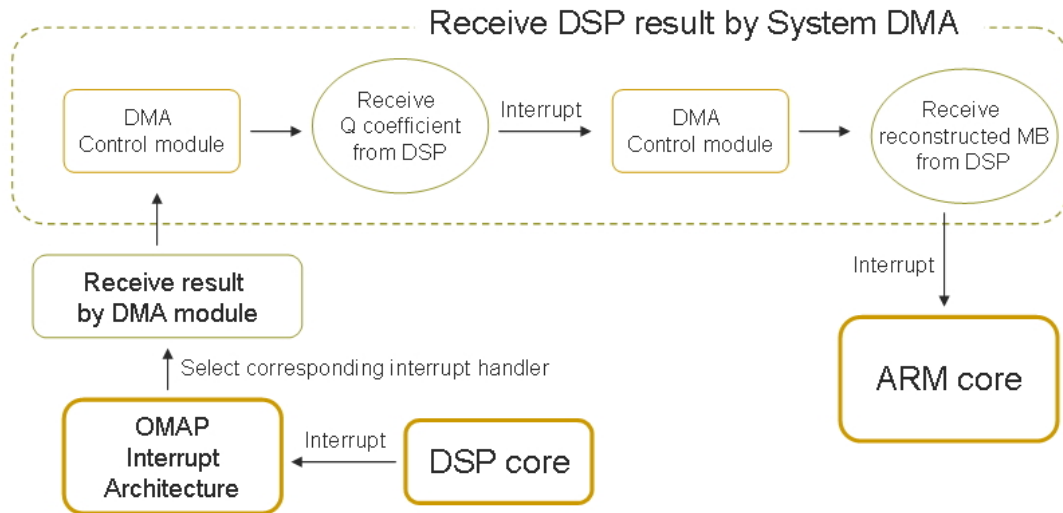 Receive DSP result by System DMA
DMA
Control module
Receive
Q coefficient
from DSP
Interrupt
DMA
Control module
Receive
reconstructed MB
from DSP
Receive result
by DMA module
Interrupt
Select corresponding interrupt handler
ARM core
OMAP
Interrupt
Architecture
Interrupt
DSP core